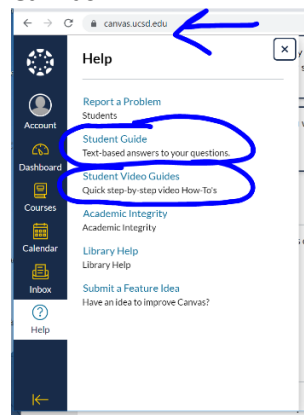 canvas.ucsd.edu
Help
Report a Problem
Students
Account
Student Guide
Text-based answers to your questions.
Dashboard
Student Video Guides
Quick step-by-step video How-To's
Courses
Academic Integrity
Academic Integrity
Calendar
Library Help
Library Help
Inbox
Submit a Feature Idea
Have an idea to improve Canvas?
Help